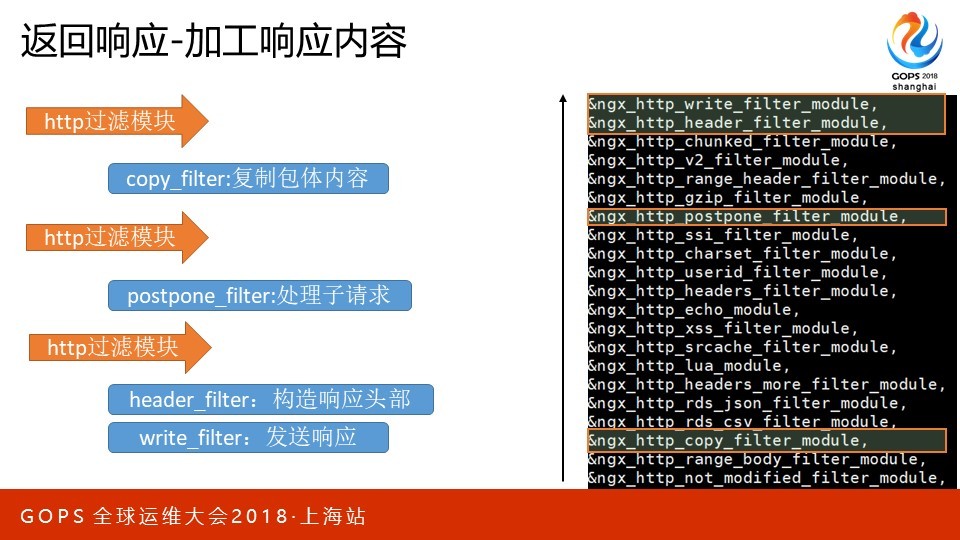 返回响应-加工响应内容
GOPS 2018
shanghai
http过滤模块
copy_filter:复制包体内容
http过滤模块
postpone_filter:处理子请求
http过滤模块
header_filter：构造响应头部
write_filter：发送响应
&ngx_http_write_filter_module,
&ngx_http_header_filter_module,
&ngx_http_chunked_filter_module,
&ngx_http_v2_filter_module,
&ngx_http_range_header_filter_module,
&ngx_http_gzip_filter_module,
&ngx_http_postpone_filter_module,
&ngx_http_ssi_filter_module,
&ngx_http_charset_filter_module,
&ngx_http_userid_filter_module,
&ngx_http_headers_filter_module,
&ngx_http_echo_module,
&ngx_http_xss_filter_module,
&ngx_http_srcache_filter_module,
&ngx_http_lua_module,
&ngx_http_headers_more_filter_module,
&ngx_http_rds_json_filter_module,
&ngx_http_rds_csv_filter_module,
&ngx_http_copy_filter_module,
&ngx_http_range_body_filter_module,
&ngx_http_not_modified_filter_module,
GOPS 全球运维大会2018·上海站